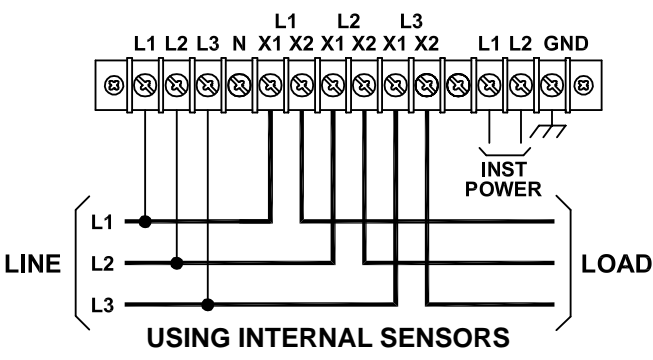 L1 L2 L3
L1 L2 L3 N X1 X2 X1 X2 X1 X2 L1 L2 GND
INST
POWER
L1
LINE L2 LOAD
L3
USING INTERNAL SENSORS